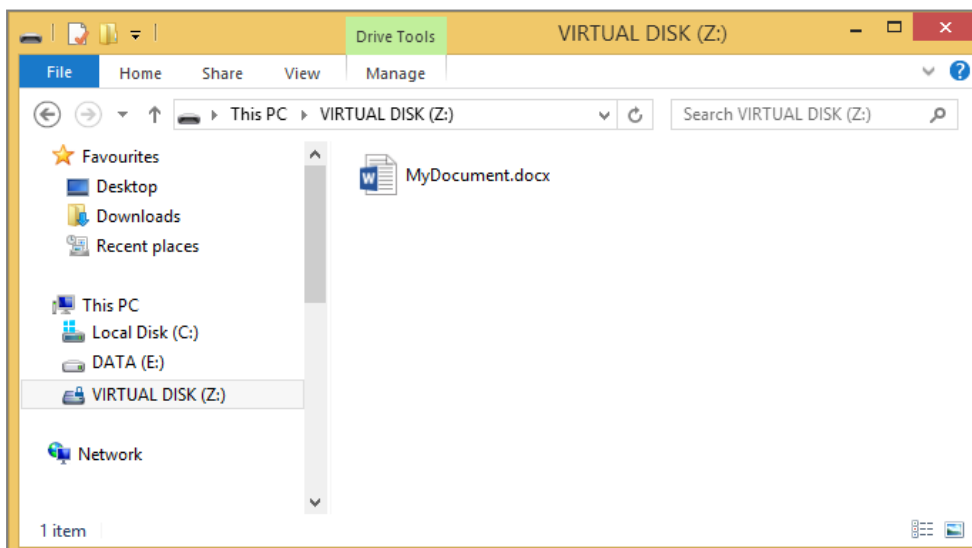 Drive Tools VIRTUAL DISK (Z:)
File Home Share View Manage
This PC VIRTUAL DISK (Z:) Search VIRTUAL DISK (Z:)
Favourites
Desktop
Downloads
Recent places
This PC
Local Disk (C:)
DATA (E:)
VIRTUAL DISK (Z:)
Network
MyDocument.docx
1 item